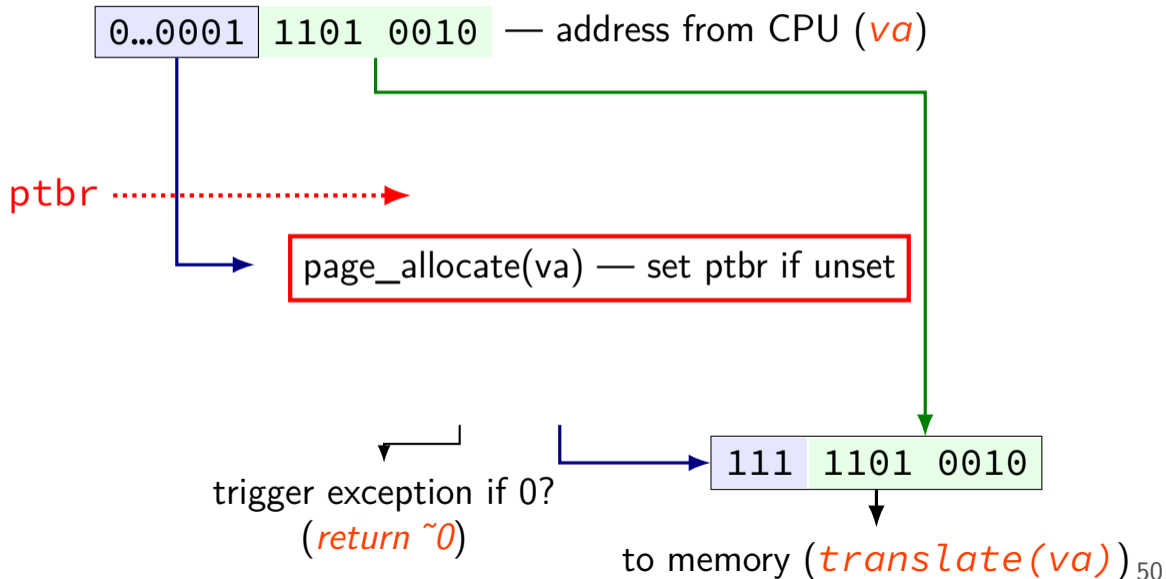 0…0001 1101 0010 — address from CPU (va)
ptbr
page_allocate(va) — set ptbr if unset
111 1101 0010
trigger exception if 0?
(return ~0)
to memory (translate(va))
50